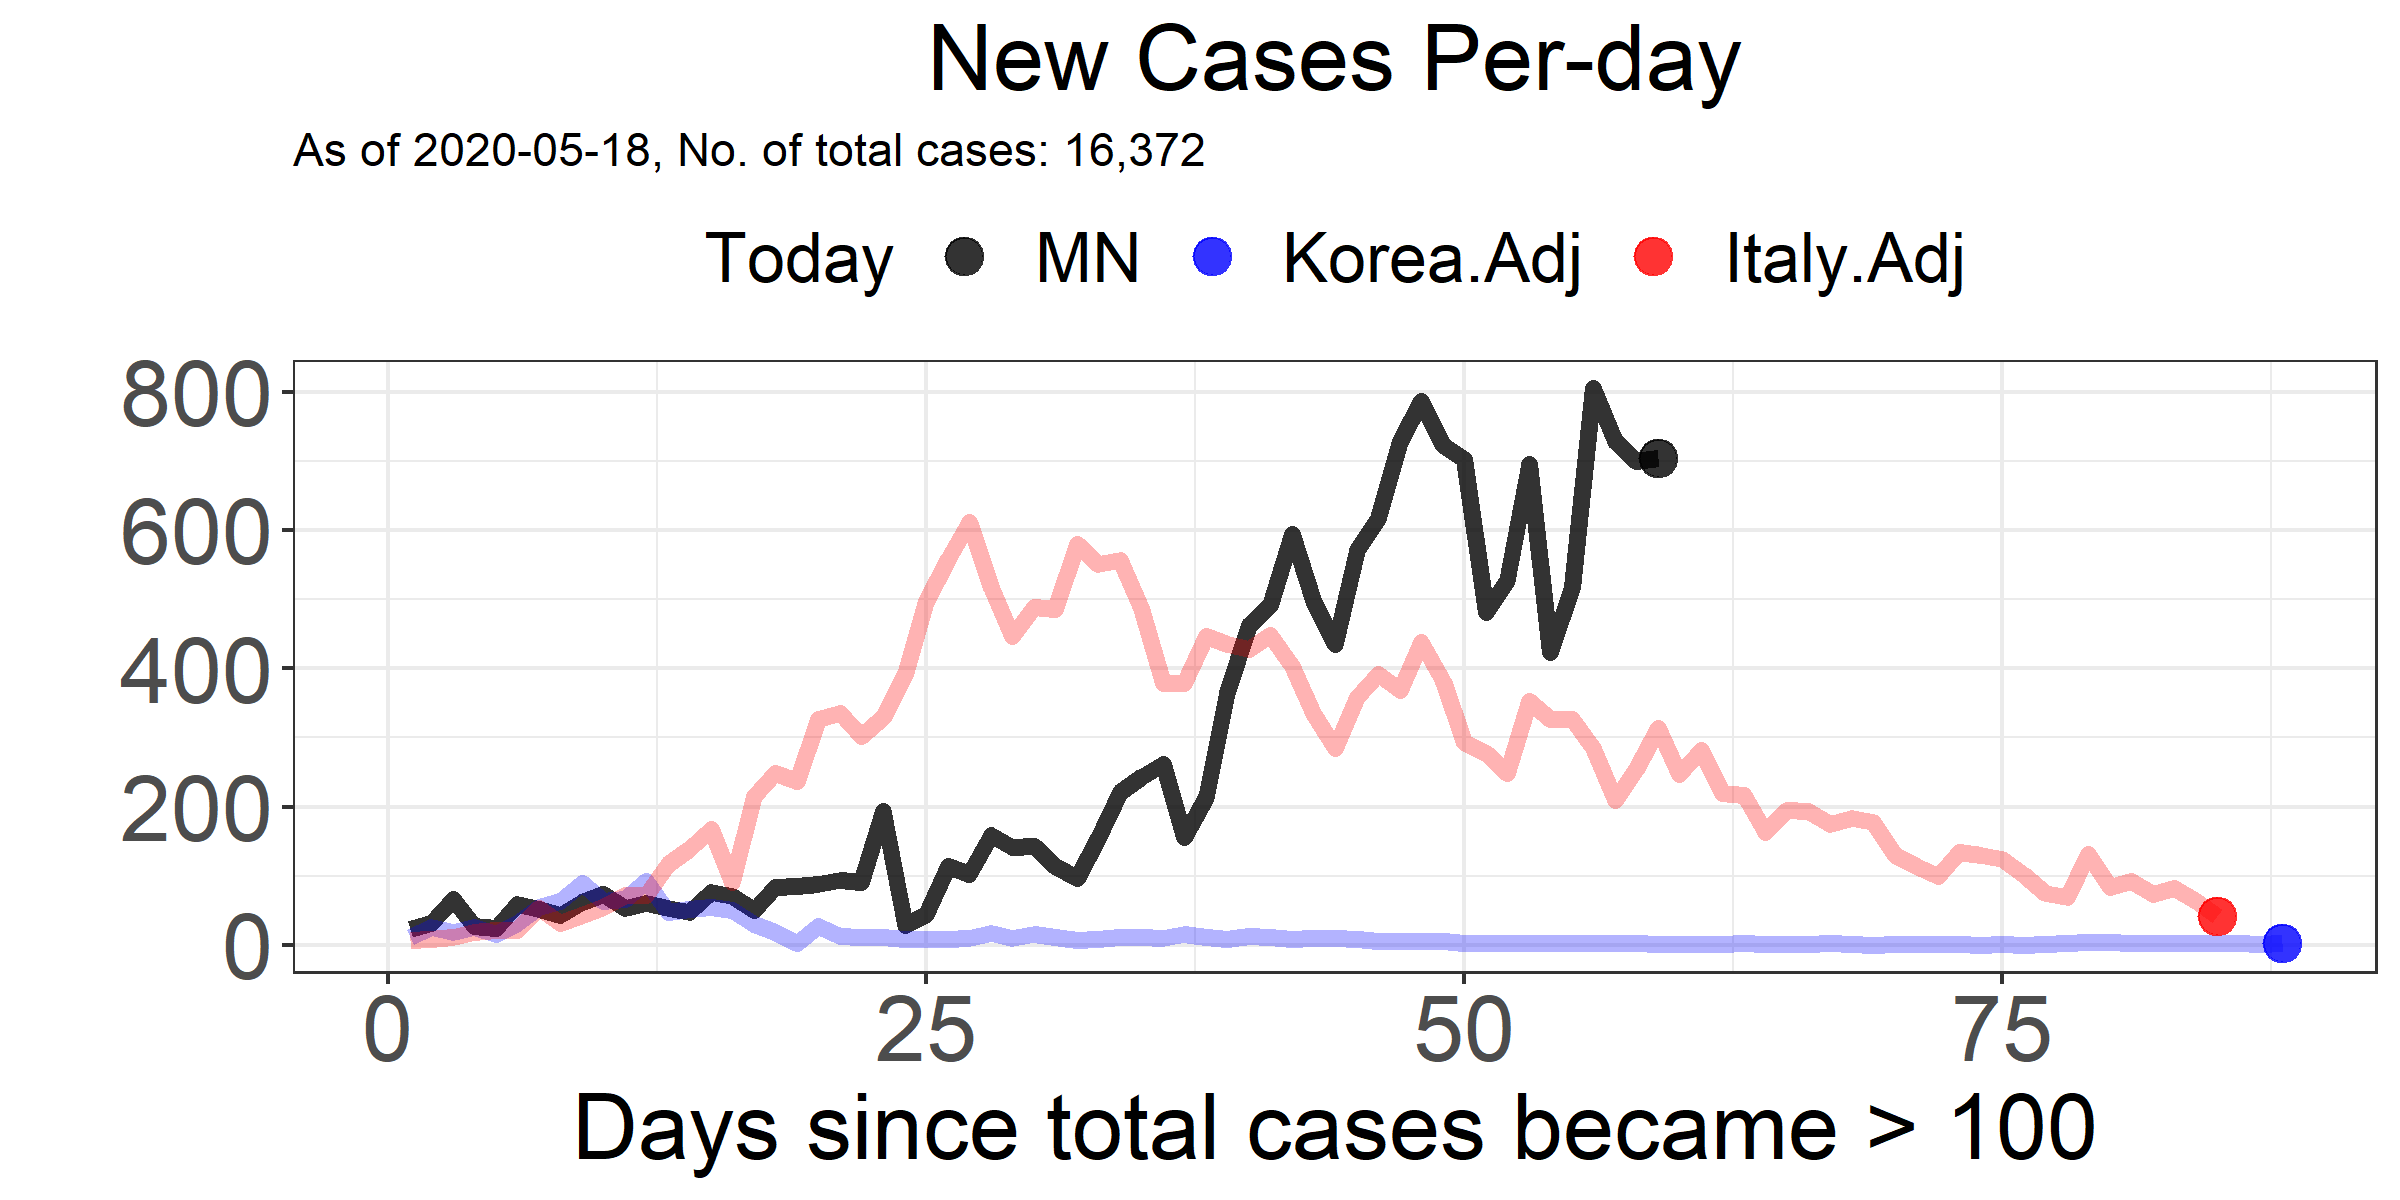 New Cases Per-day
As of 2020-05-18, No. of total cases: 16,372
Today MN Korea.Adj Italy.Adj
800
600
400
200
0
0 25 50 75
Days since total cases became > 100